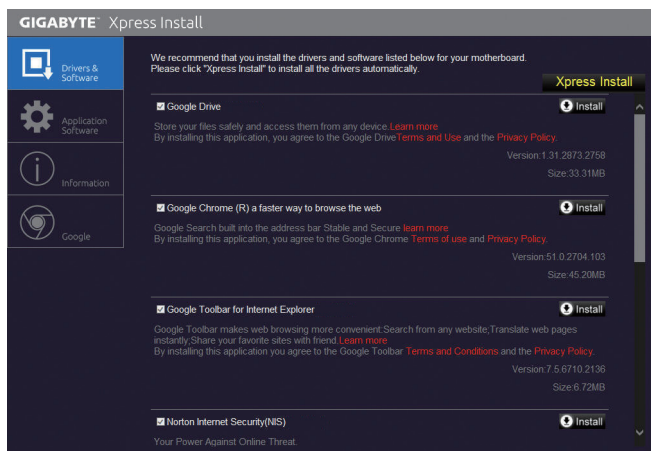 GIGABYTE™ Xpress Install
Drivers &
Software
Application
Software
Information
Google
We recommend that you install the drivers and software listed below for your motherboard.
Please click "Xpress Install" to install all the drivers automatically.
Xpress Install
Google Drive
Install
Store your files safely and access them from any device.Learn more
By installing this application, you agree to the Google DriveTerms and Use and the Privacy Policy.
Version:1.31.2873.2758
Size:33.31MB
Google Chrome (R) a faster way to browse the web
Install
Google Search built into the address bar Stable and Secure learn more
By installing this application, you agree to the Google Chrome Terms of use and Privacy Policy.
Version:51.0.2704.103
Size:45.20MB
Google Toolbar for Internet Explorer
Install
Google Toolbar makes web browsing more convenient.Search from any website;Translate web pages
instantly;Share your favorite sites with friend.Learn more
By installing this application you agree to the Google Toolbar Terms and Conditions and the Privacy Policy.
Version:7.5.6710.2136
Size:6.72MB
Norton Internet Security(NIS)
Install
Your Power Against Online Threat.